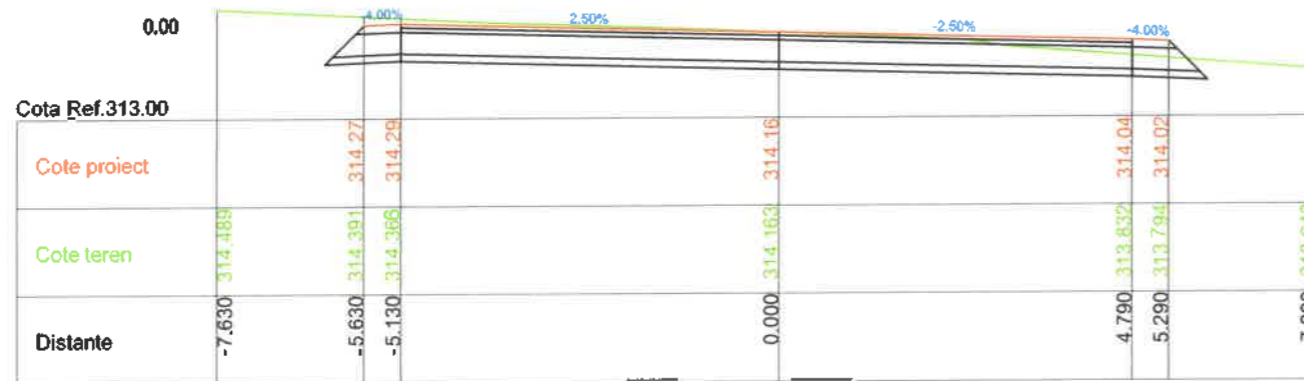 0.00
4.00% 2.50% -2.50% -4.00%
Cota Ref.313.00
Cote proiect 314.27 314.29 314.16 314.04 314.02
Cote teren 314.489 314.391 314.366 314.163 313.832 313.794
Distante -7.630 -5.630 -5.130 0.000 4.790 5.290